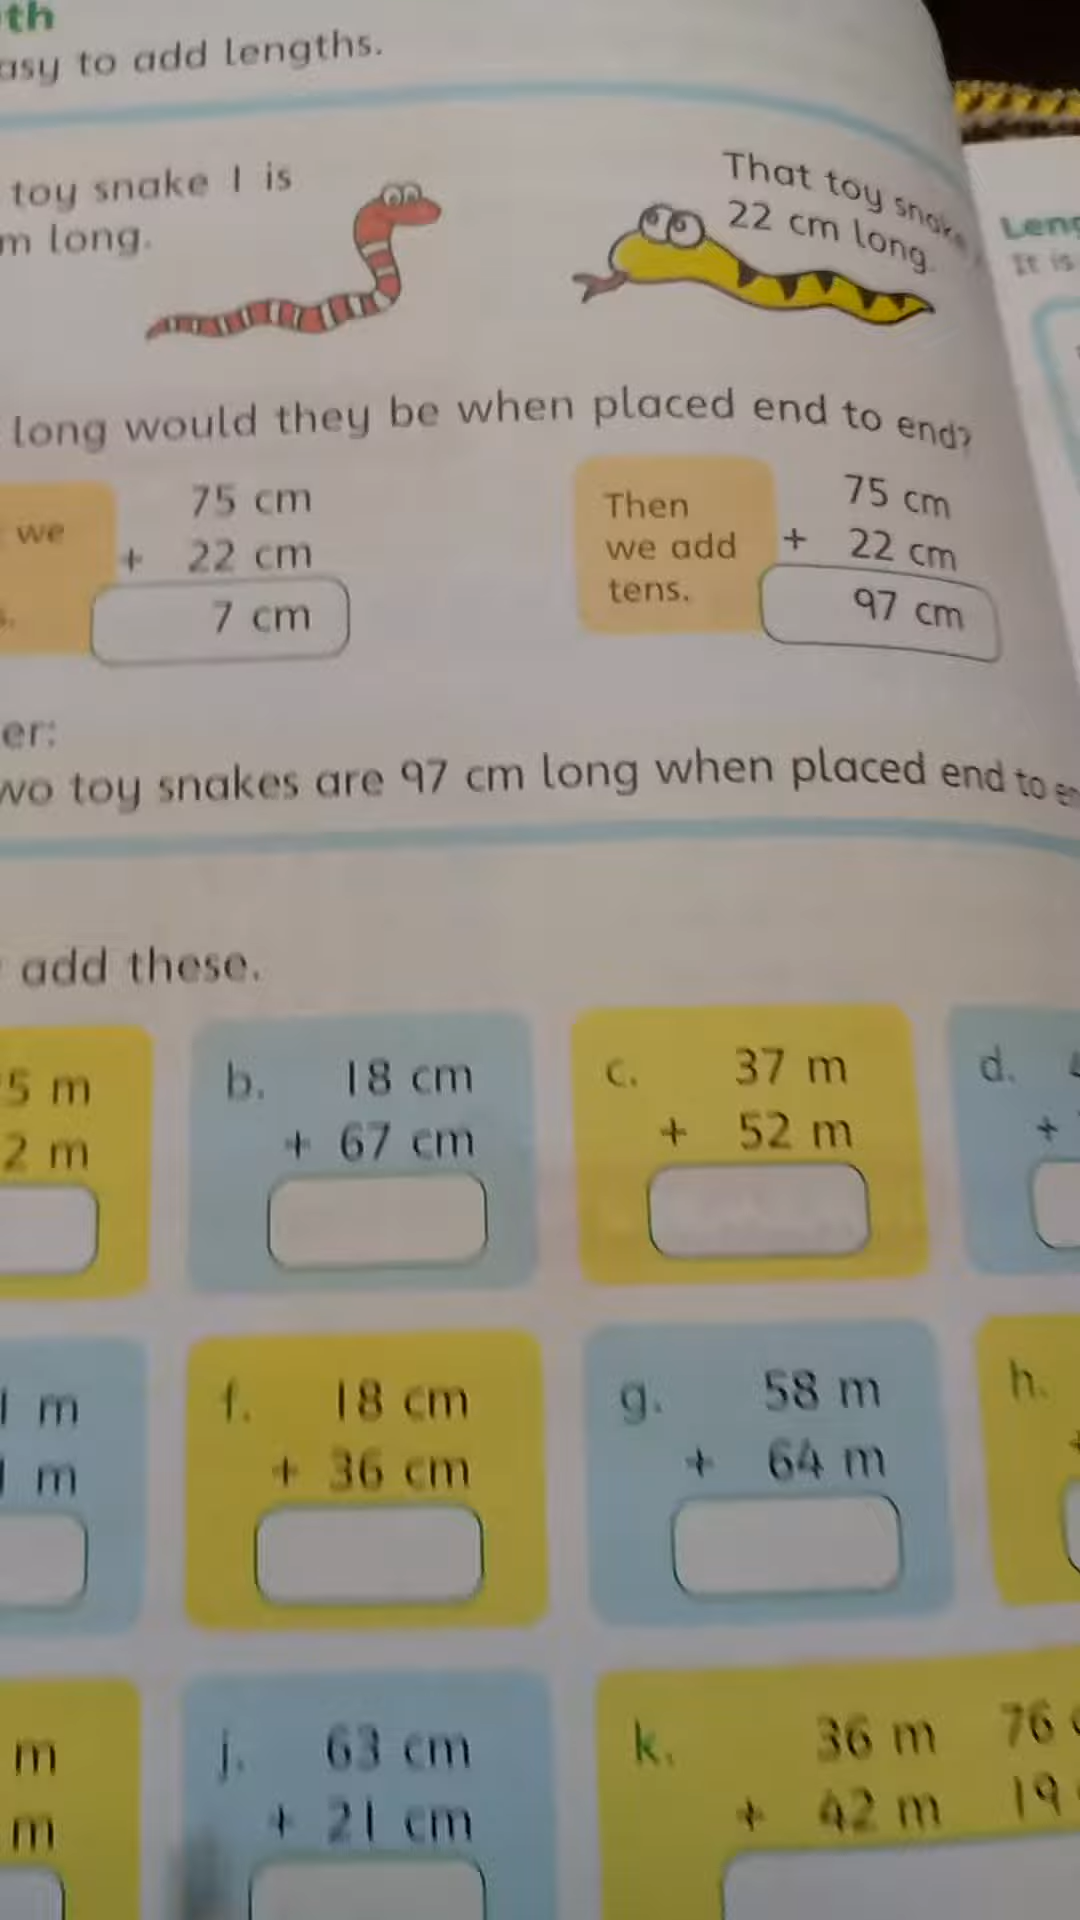 th
asy to add lengths.
toy snake 1 is
m long.
That toy snake
22 cm long.
Leng
It is
long would they be when placed end to end?
we
75 cm
+ 22 cm
7 cm
Then
we add
tens.
75 cm
+ 22 cm
97 cm
er:
wo toy snakes are 97 cm long when placed end to en
add these.
5 m
2 m
b. 18 cm
+ 67 cm
c. 37 m
+ 52 m
d.
+
1 m
1 m
f. 18 cm
+ 36 cm
g. 58 m
+ 64 m
h.
m
m
j. 63 cm
+ 21 cm
k. 36 m 76 c
+ 42 m 19